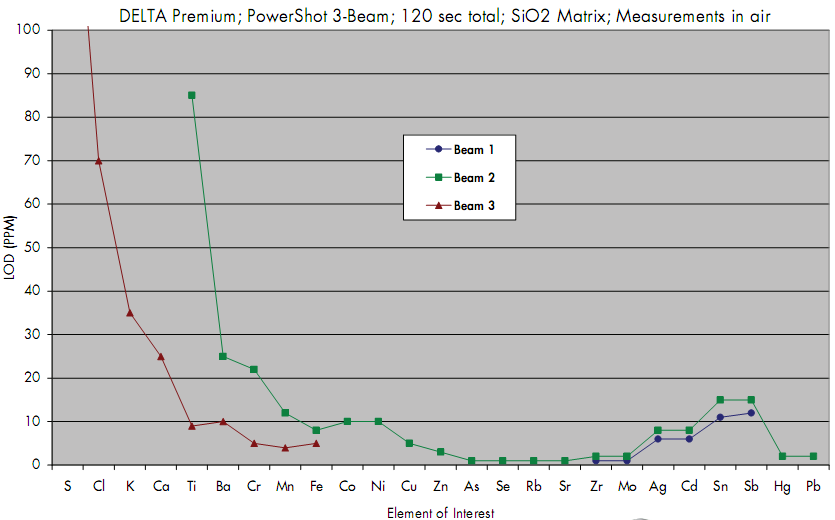 DELTA Premium; PowerShot 3-Beam; 120 sec total; SiO2 Matrix; Measurements in air
100
90
80
70
60
50
40
30
20
10
0
LOD (PPM)
Beam 1
Beam 2
Beam 3
S Cl K Ca Ti Ba Cr Mn Fe Co Ni Cu Zn As Se Rb Sr Zr Mo Ag Cd Sn Sb Hg Pb
Element of Interest